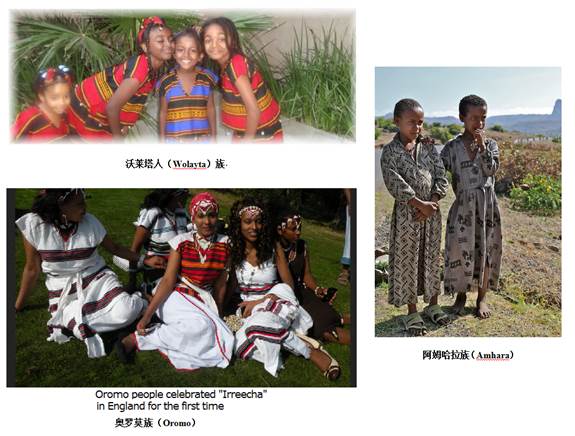 沃莱塔人（Wolayta）族.
Oromo people celebrated "Irreecha"
in England for the first time
奥罗莫族（Oromo）
阿姆哈拉族（Amhara）